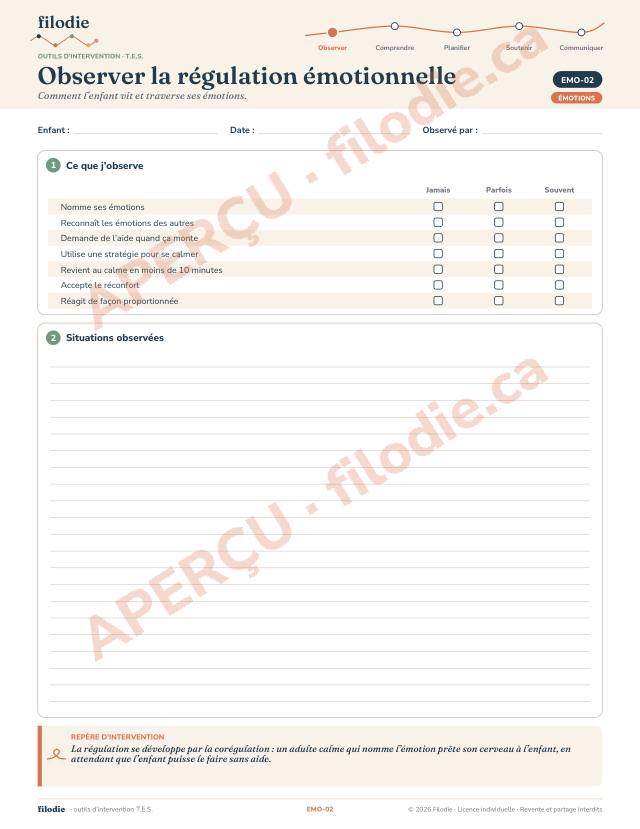 filodie
OUTILS D'INTERVENTION · T.E.S.
Observer
Comprendre
Planifier
Soutenir
Communiquer
Observer la régulation émotionnelle
Comment l'enfant vit et traverse ses émotions.
EMO-02
ÉMOTIONS
Enfant :
Date :
Observé par :
1 Ce que j'observe
Jamais Parfois Souvent
Nomme ses émotions
Reconnaît les émotions des autres
Demande de l'aide quand ça monte
Utilise une stratégie pour se calmer
Revient au calme en moins de 10 minutes
Accepte le réconfort
Réagit de façon proportionnée
2 Situations observées
APERÇU · filodie.ca
APERÇU · filodie.ca
REPÈRE D'INTERVENTION
La régulation se développe par la corégulation : un adulte calme qui nomme l'émotion prête son cerveau à l'enfant, en
attendant que l'enfant puisse le faire sans aide.
filodie · outils d'intervention T.E.S.
EMO-02
© 2026 Filodie · Licence individuelle · Revente et partage interdits